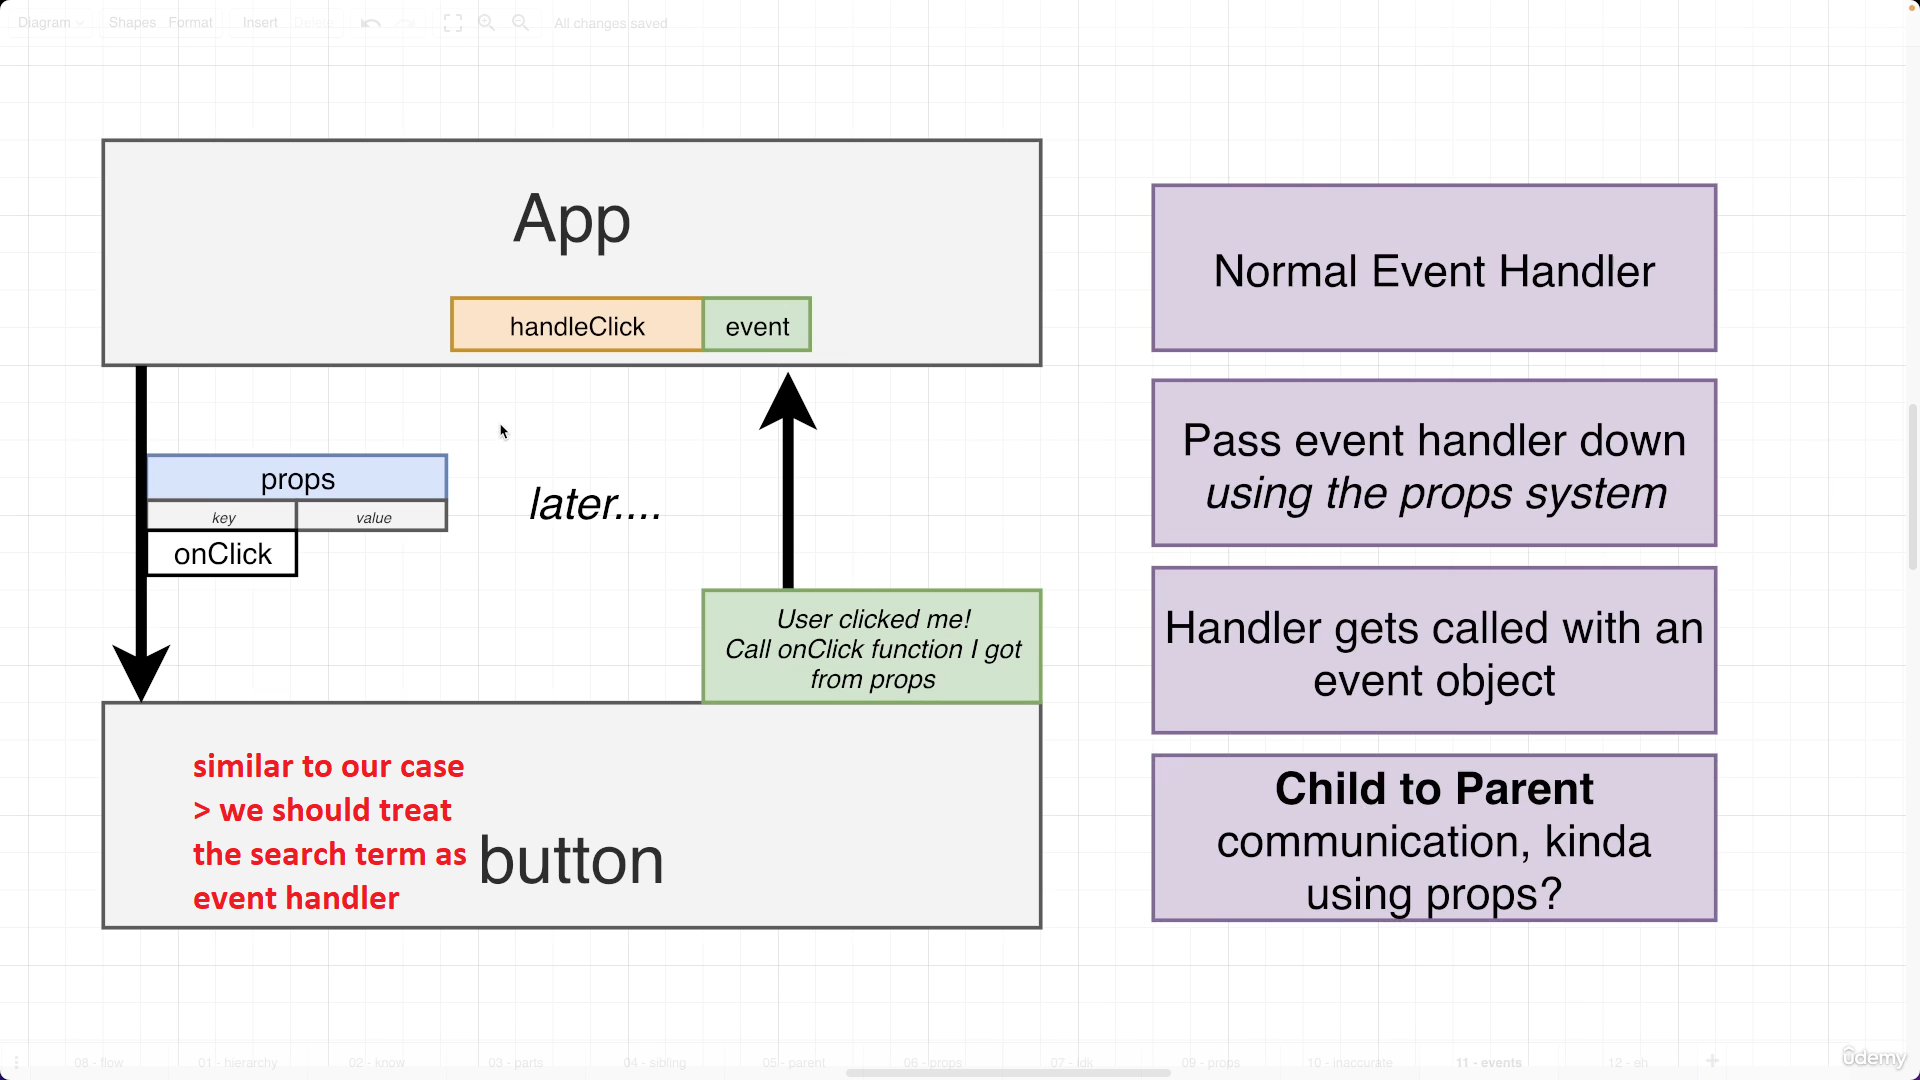 Diagram Shapes Format Insert Delete All changes saved
App
handleClick event
props
key value
onClick
later....
User clicked me!
Call onClick function I got
from props
similar to our case
> we should treat
the search term as
event handler
button
Normal Event Handler
Pass event handler down
using the props system
Handler gets called with an
event object
Child to Parent
communication, kinda
using props?
08 - flow 01 - hierarchy 02 - know 03 - parts 04 - sibling 05 - parent 06 - props 07 - idk 09 - props 10 - inaccurate 11 - events 12 - eh
ûdemy